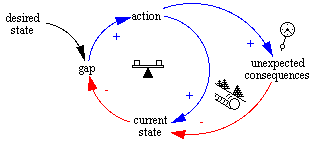 desired
state
action
+
+
gap
unexpected
consequences
-
+
-
current
state